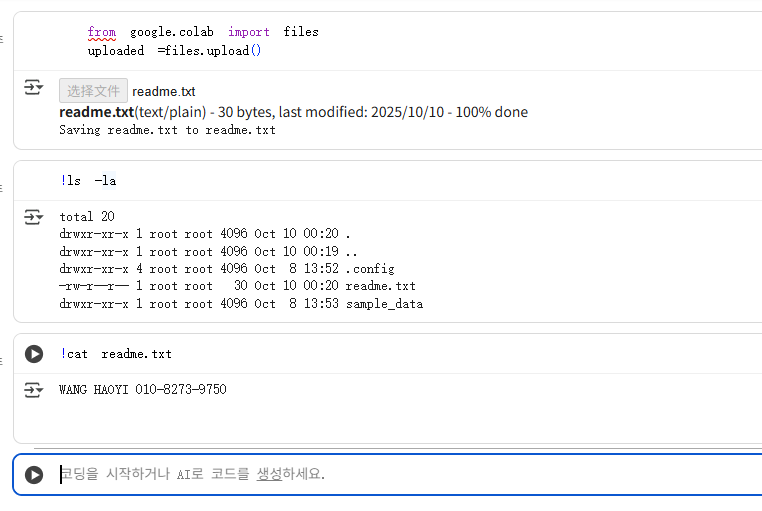 from google.colab import files
uploaded =files.upload()
选择文件 readme.txt
readme.txt(text/plain) - 30 bytes, last modified: 2025/10/10 - 100% done
Saving readme.txt to readme.txt
!ls -la
total 20
drwxr-xr-x 1 root root 4096 Oct 10 00:20 .
drwxr-xr-x 1 root root 4096 Oct 10 00:19 ..
drwxr-xr-x 4 root root 4096 Oct 8 13:52 .config
-rw-r--r-- 1 root root 30 Oct 10 00:20 readme.txt
drwxr-xr-x 1 root root 4096 Oct 8 13:53 sample_data
!cat readme.txt
WANG HAOYI 010-8273-9750
코딩을 시작하거나 AI로 코드를 생성하세요.